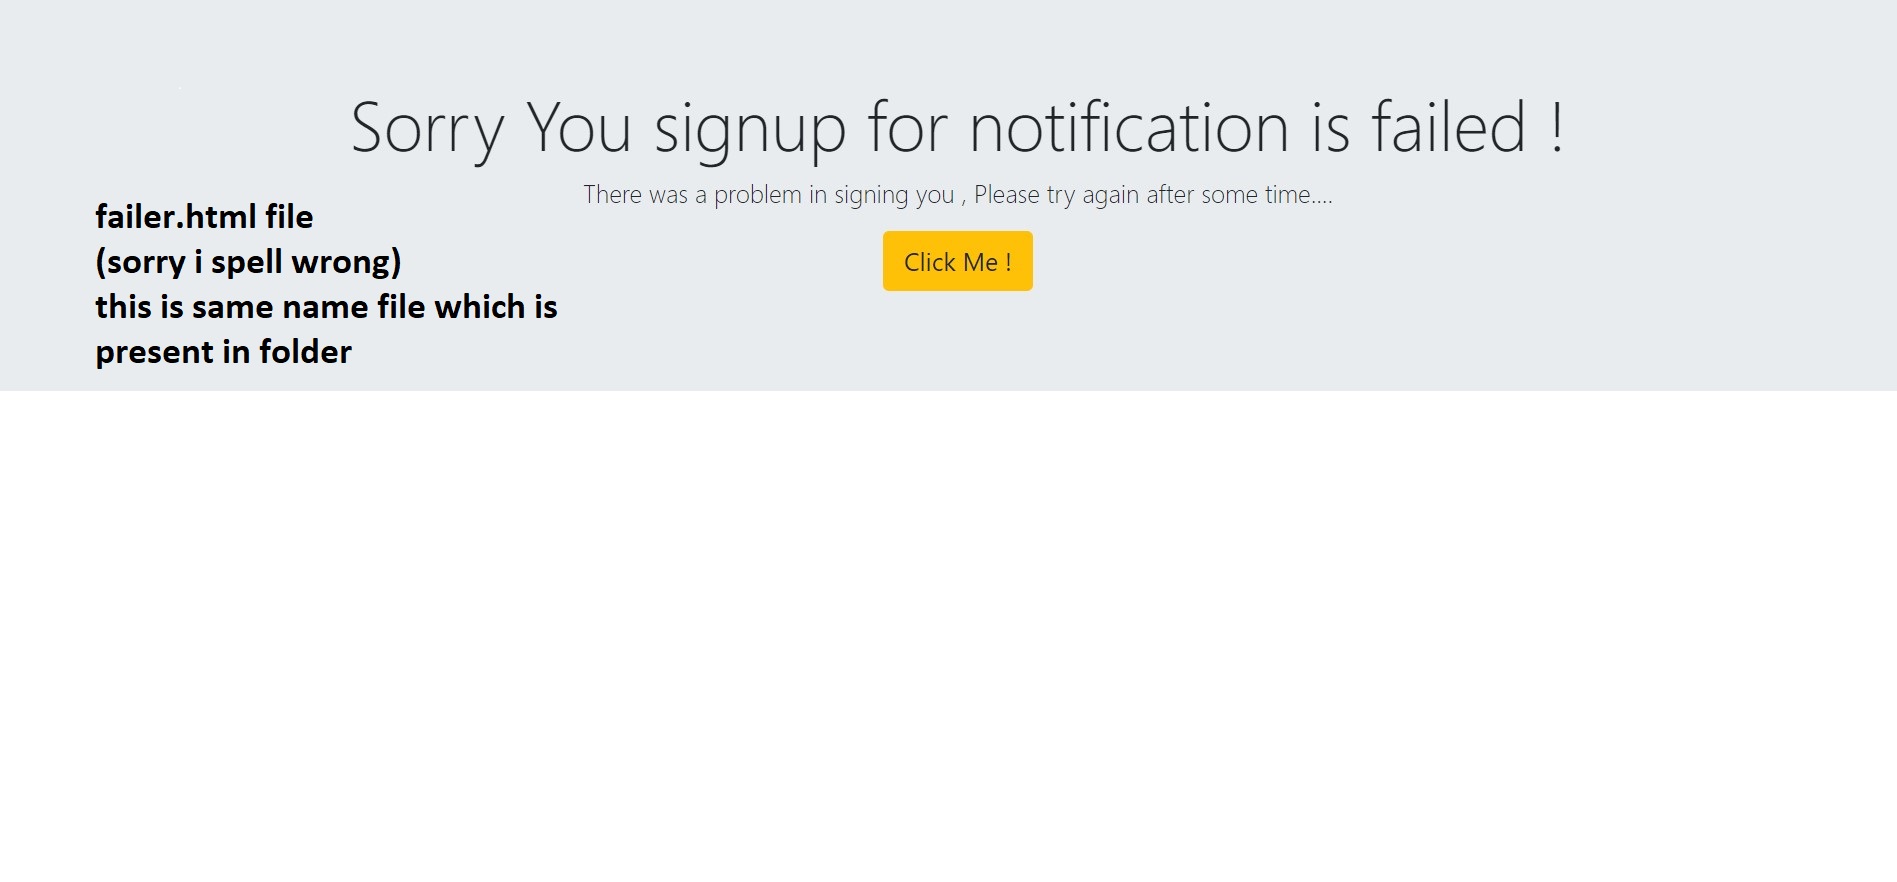 Sorry You signup for notification is failed !
There was a problem in signing you , Please try again after some time....
Click Me !
failer.html file
(sorry i spell wrong)
this is same name file which is
present in folder